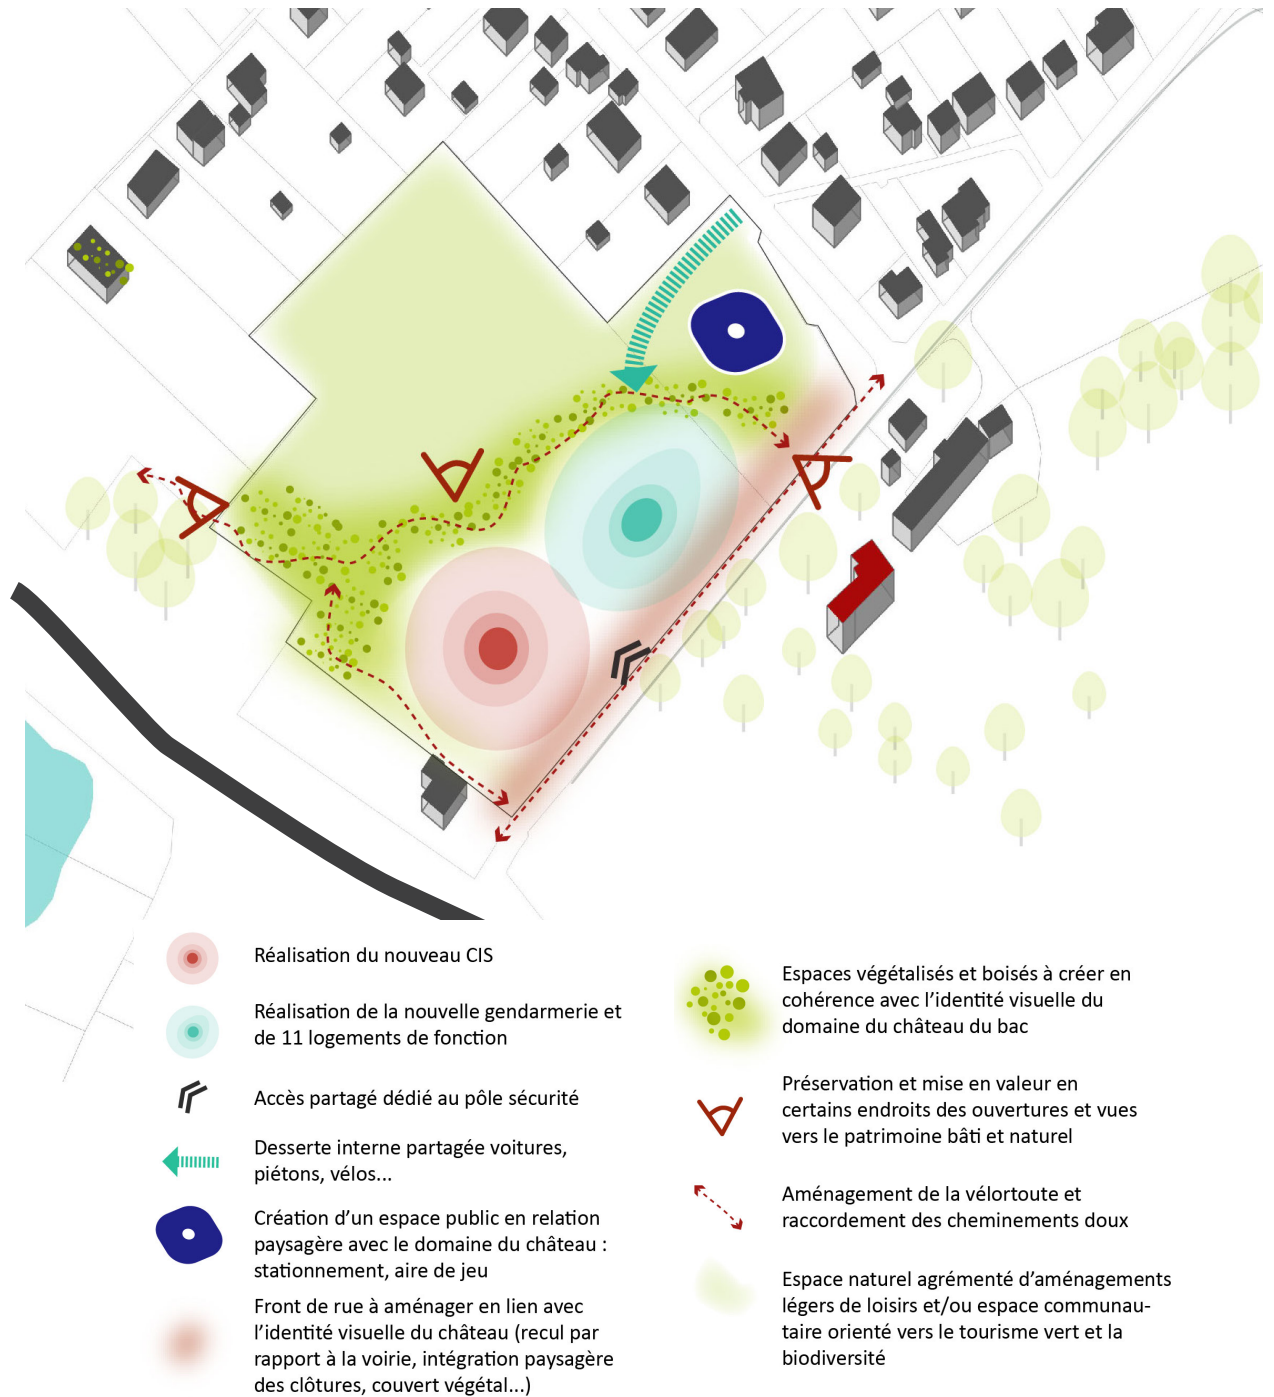 Réalisation du nouveau CIS
Réalisation de la nouvelle gendarmerie et
de 11 logements de fonction
Accès partagé dédié au pôle sécurité
Desserte interne partagée voitures,
piétons, vélos...
Création d’un espace public en relation
paysagère avec le domaine du château :
stationnement, aire de jeu
Front de rue à aménager en lien avec
l’identité visuelle du château (recul par
rapport à la voirie, intégration paysagère
des clôtures, couvert végétal...)
Espaces végétalisés et boisés à créer en
cohérence avec l’identité visuelle du
domaine du château du bac
Préservation et mise en valeur en
certains endroits des ouvertures et vues
vers le patrimoine bâti et naturel
Aménagement de la vélortoute et
raccordement des cheminements doux
Espace naturel agrémenté d’aménagements
légers de loisirs et/ou espace communau-
taire orienté vers le tourisme vert et la
biodiversité